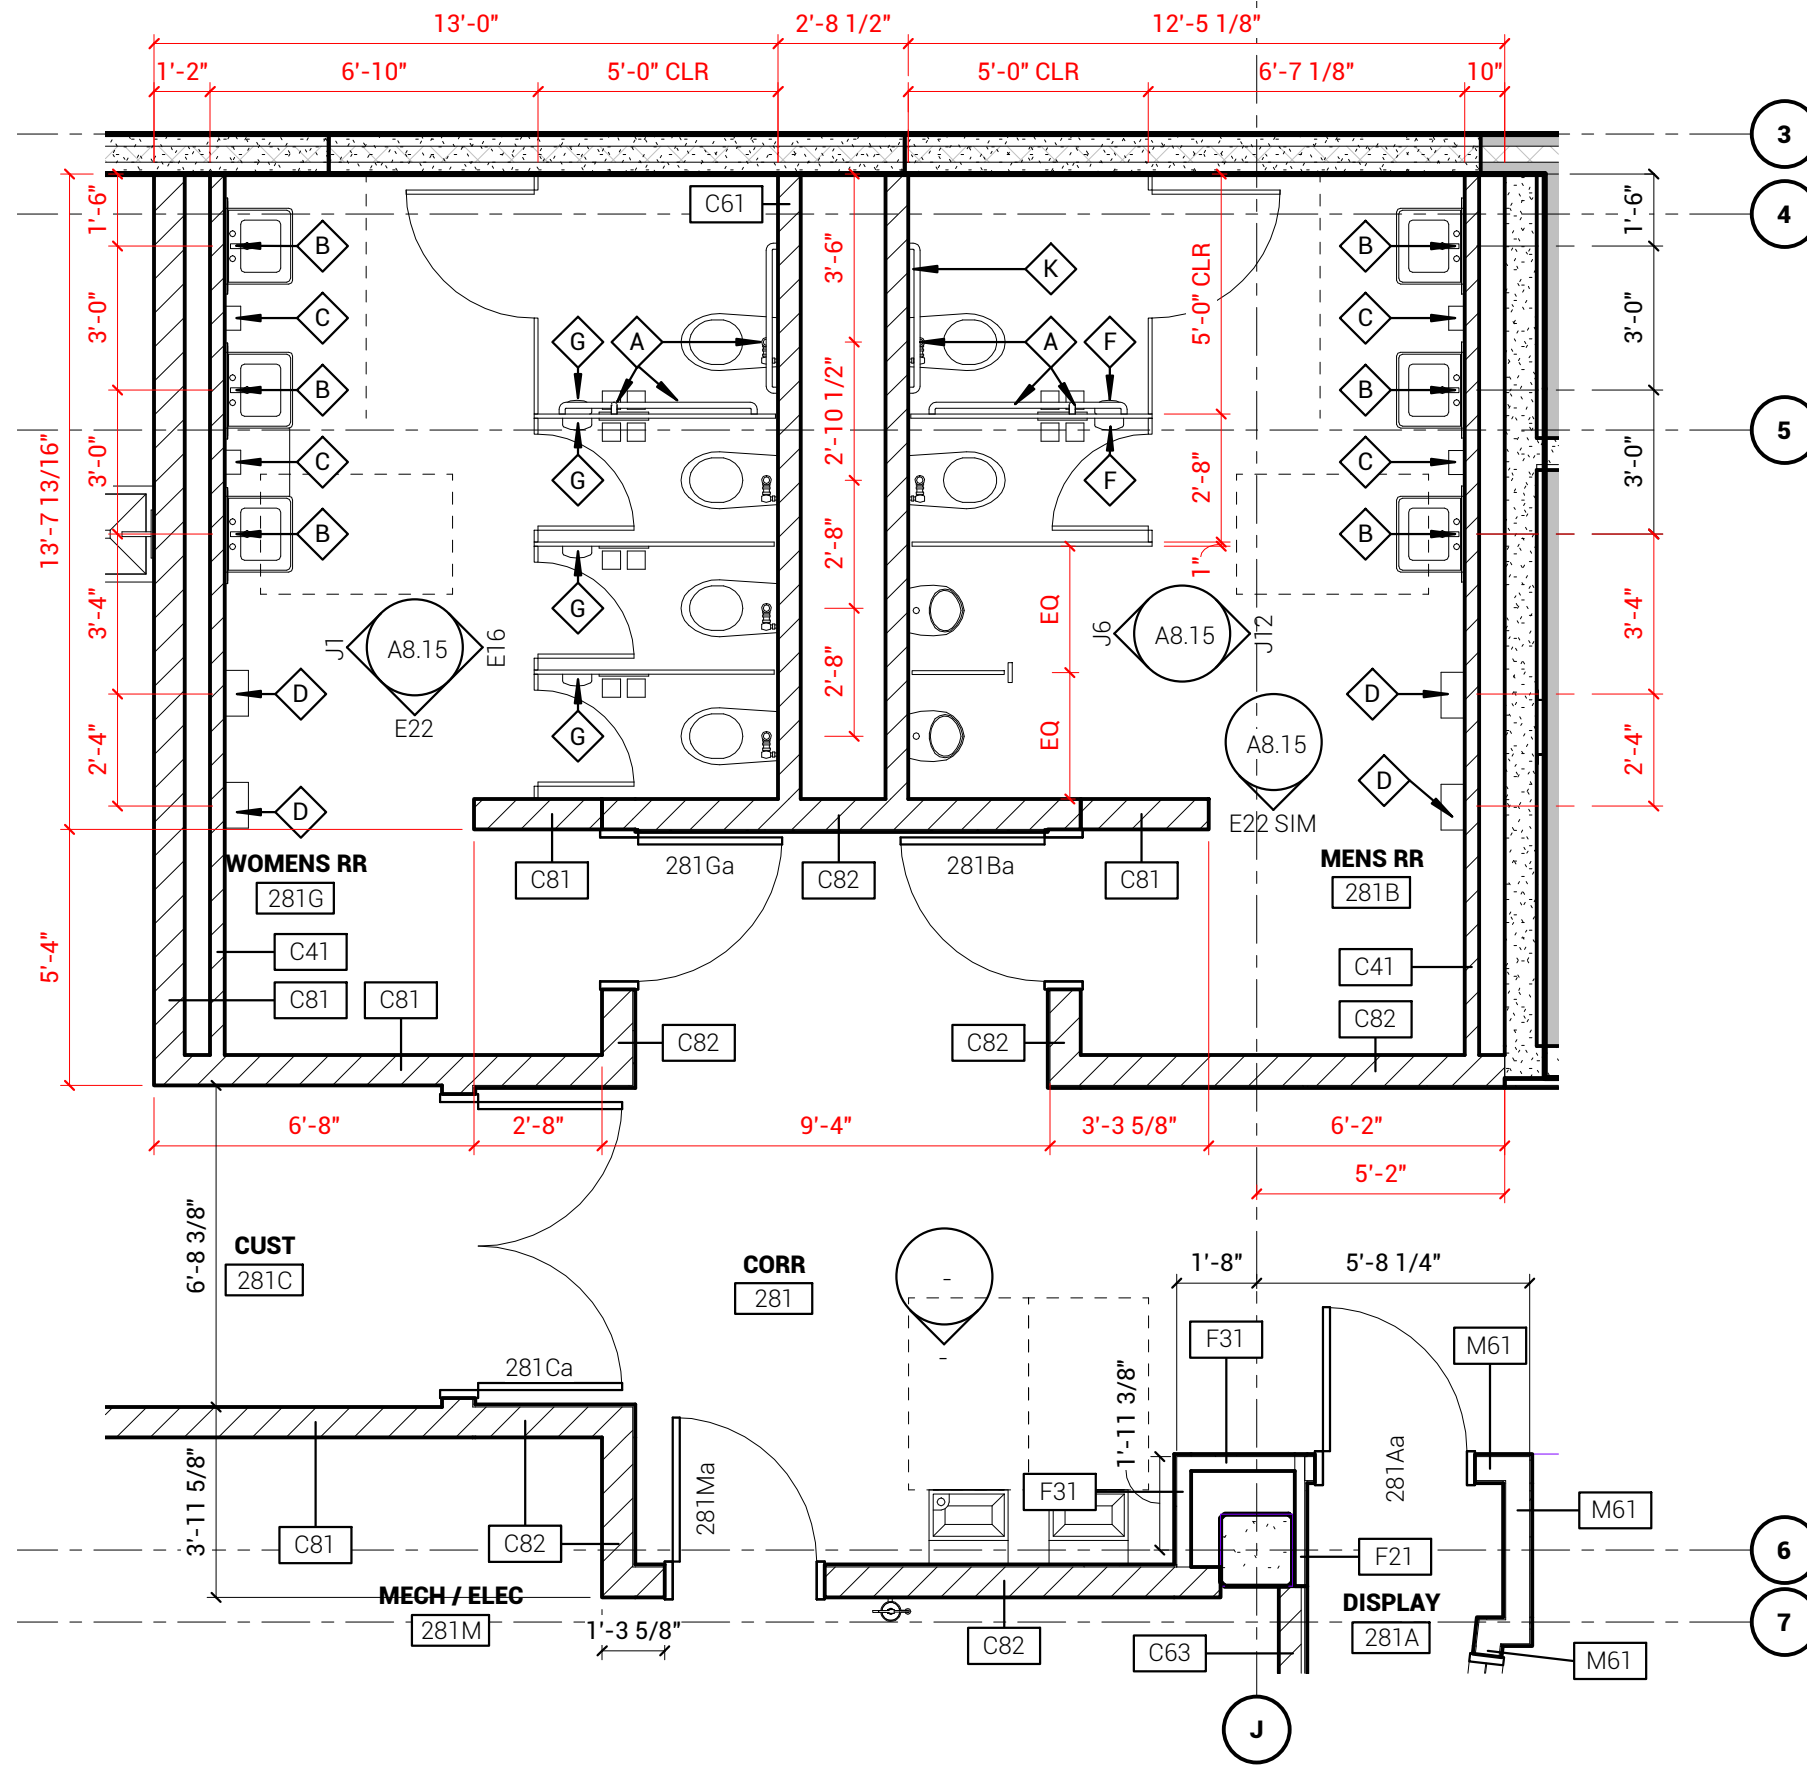 13'-0" 2'-8 1/2" 12'-5 1/8"
1'-2" 6'-10" 5'-0" CLR 5'-0" CLR 6'-7 1/8" 10"
3
4
5
C61
1'-6"
3'-0"
3'-0"
3'-4"
2'-4"
13'-7 13/16"
5'-4"
B
C
B
C
B
D
D
G
A
G
G
G
3'-6"
2'-10 1/2"
2'-8"
2'-8"
K
A
F
F
5'-0" CLR
2'-8"
1"
EQ
EQ
B
C
B
C
B
D
D
1'-6"
3'-0"
3'-0"
3'-4"
2'-4"
J1 A8.15 E16
E22
J6 A8.15 J12
A8.15
E22 SIM
WOMENS RR
281G
C81 281Ga C82 281Ba C81
MENS RR
281B
C41
C81 C81
C82
C82
C41
C82
6'-8" 2'-8" 9'-4" 3'-3 5/8" 6'-2"
5'-2"
6'-8 3/8"
3'-11 5/8"
CUST
281C
CORR
281
-
-
1'-8" 5'-8 1/4"
F31
M61
1'-11 3/8"
281Ca
281Ma
281Aa
F31
M61
C81
C82
F21
6
7
MECH / ELEC
281M
1'-3 5/8"
C82
C63
DISPLAY
281A
M61
J